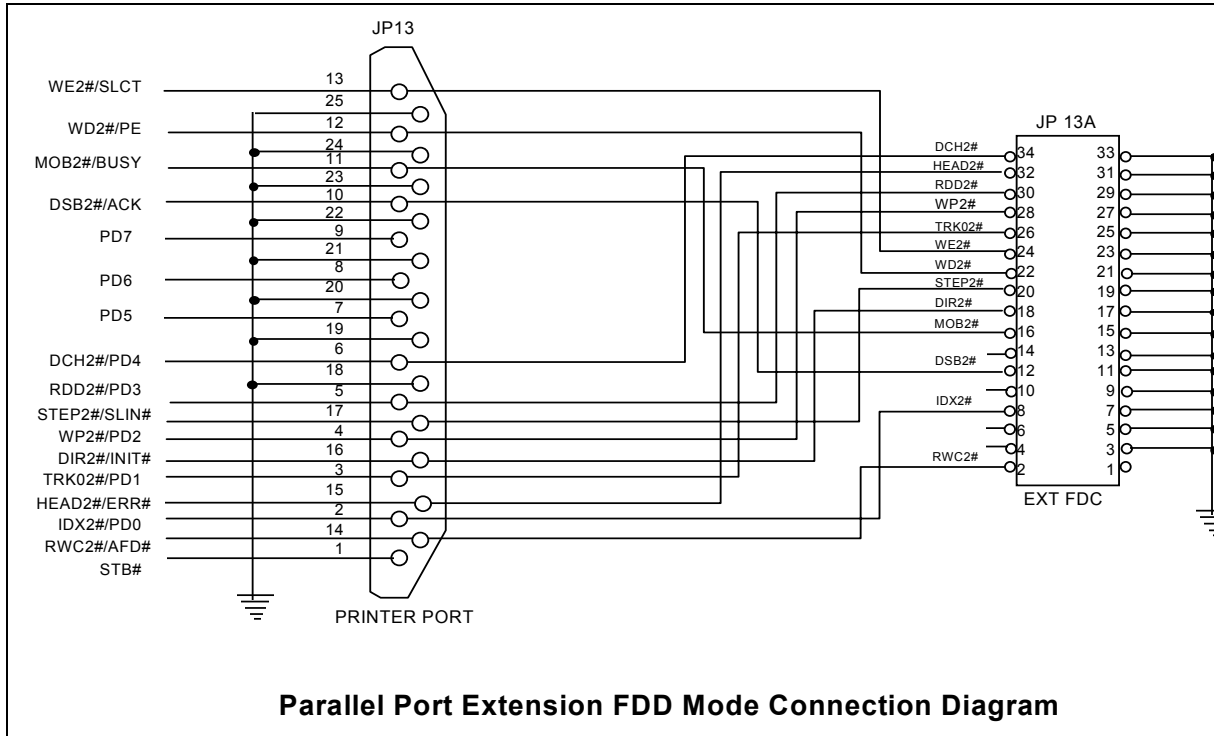 JP13
WE2#/SLCT
WD2#/PE
MOB2#/BUSY
DSB2#/ACK
PD7
PD6
PD5
DCH2#/PD4
RDD2#/PD3
STEP2#/SLIN#
WP2#/PD2
DIR2#/INIT#
TRK02#/PD1
HEAD2#/ERR#
IDX2#/PD0
RWC2#/AFD#
STB#
13
25
12
24
11
23
10
22
9
21
8
20
7
19
6
18
5
17
4
16
3
15
2
14
1
PRINTER PORT
JP 13A
DCH2#
HEAD2#
RDD2#
WP2#
TRK02#
WE2#
WD2#
STEP2#
DIR2#
MOB2#
DSB2#
IDX2#
RWC2#
34 33
32 31
30 29
28 27
26 25
24 23
22 21
20 19
18 17
16 15
14 13
12 11
10 9
8 7
6 5
4 3
2 1
EXT FDC
Parallel Port Extension FDD Mode Connection Diagram